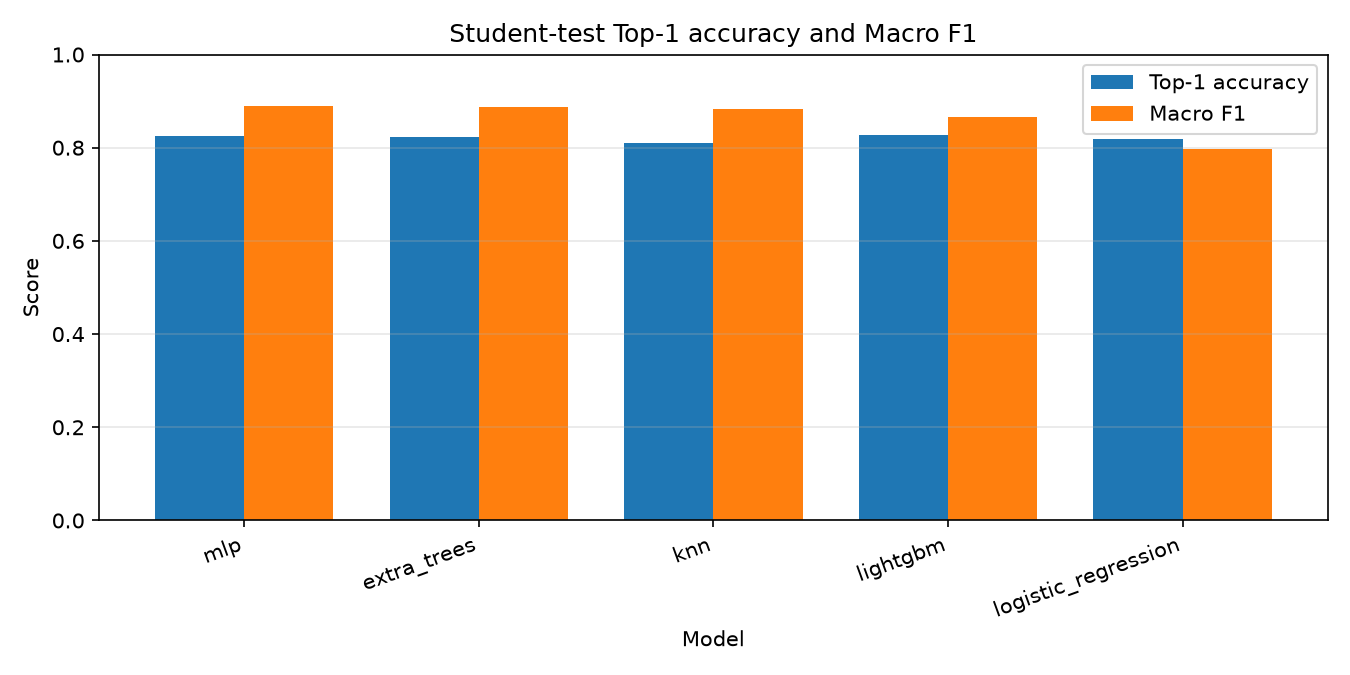 Student-test Top-1 accuracy and Macro F1
1.0
0.8
0.6
0.4
0.2
0.0
Score
Top-1 accuracy
Macro F1
mlp
extra_trees
knn
lightgbm
logistic_regression
Model